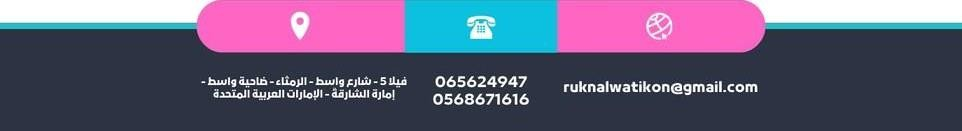 فيلا 5 - شارع واسط - الرمثاء - ضاحية واسط -
إمارة الشارقة - الإمارات العربية المتحدة
065624947
0568671616
ruknalwatikon@gmail.com